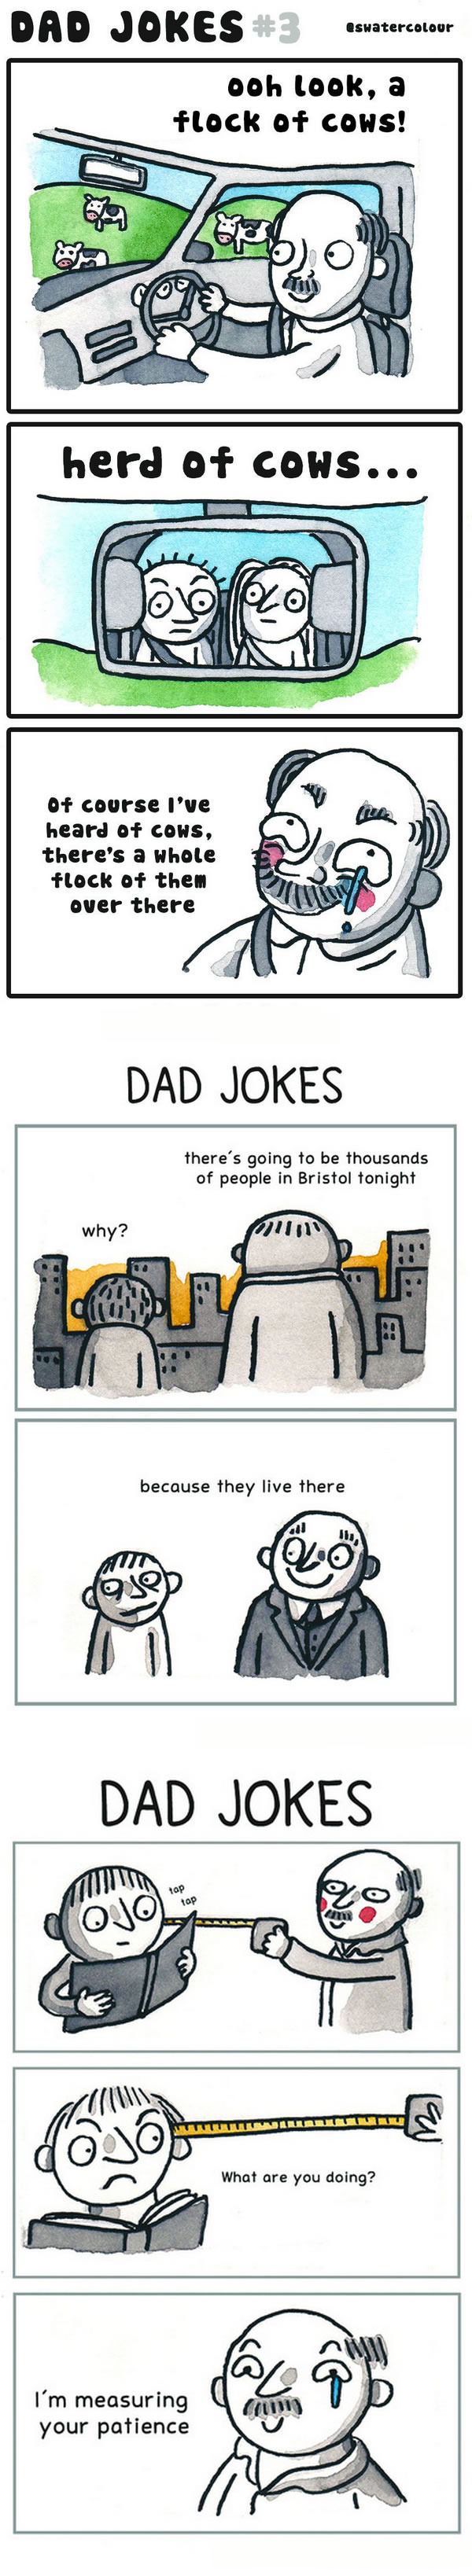 DAD JOKES #3
@swatercolour
ooh look, a
flock of cows!
herd of cows...
Of course I've
heard of cows,
there's a whole
flock of them
over there
DAD JOKES
there's going to be thousands
of people in Bristol tonight
why?
because they live there
DAD JOKES
tap
tap
What are you doing?
I'm measuring
your patience